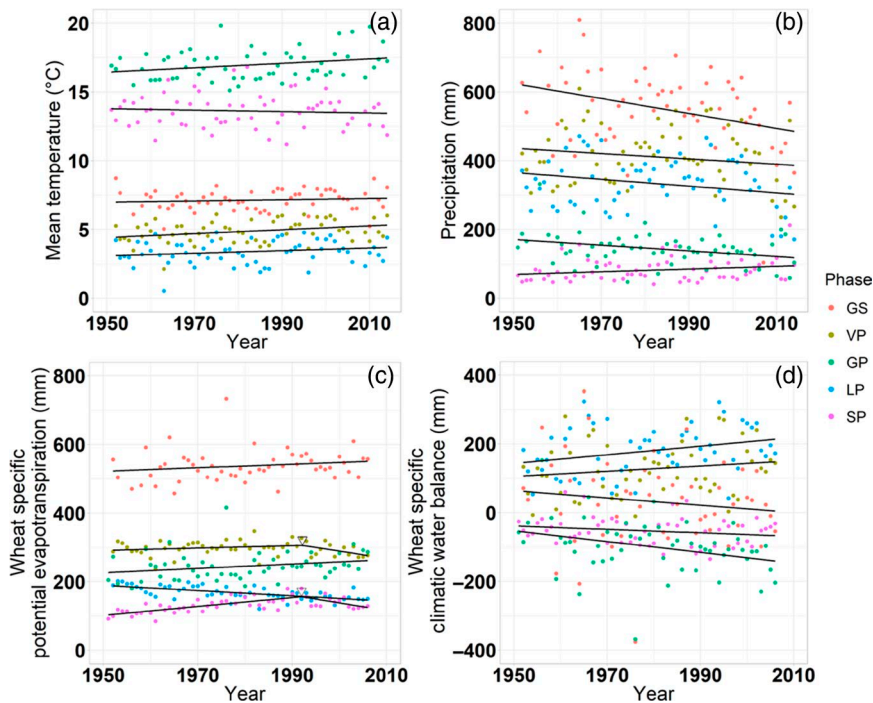 (a)
Mean temperature (°C)
20
15
10
5
0
1950 1970 1990 2010
Year
(b)
Precipitation (mm)
800
600
400
200
0
1950 1970 1990 2010
Year
(c)
Wheat specific
potential evapotranspiration (mm)
800
600
400
200
0
1950 1970 1990 2010
Year
(d)
Wheat specific
climatic water balance (mm)
400
200
0
−200
−400
1950 1970 1990 2010
Year
Phase
GS
VP
GP
LP
SP